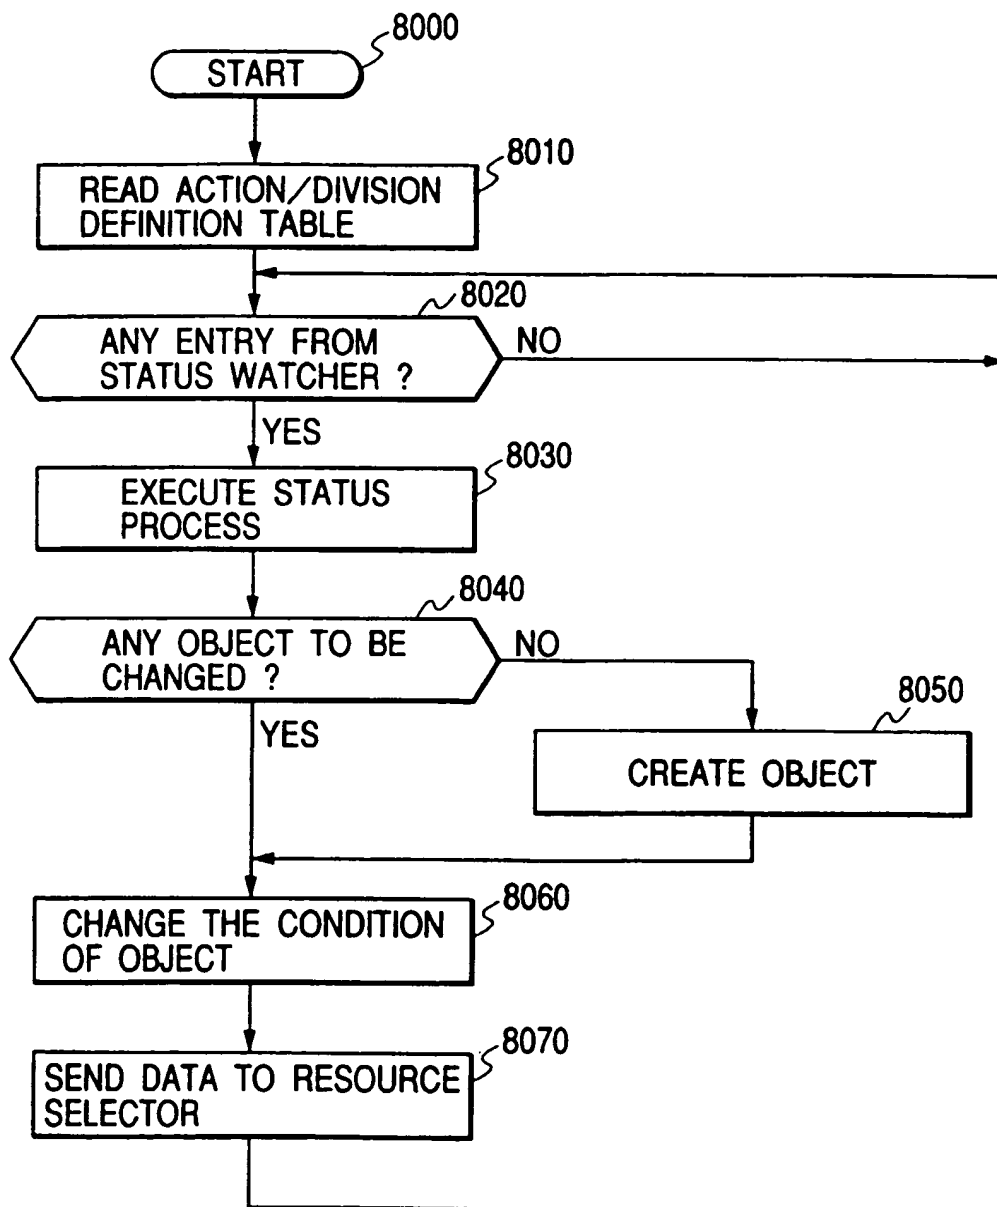 8000
START
8010
READ ACTION/DIVISION
DEFINITION TABLE
8020
ANY ENTRY FROM
STATUS WATCHER ?
NO
YES
8030
EXECUTE STATUS
PROCESS
8040
ANY OBJECT TO BE
CHANGED ?
NO
YES
8050
CREATE OBJECT
8060
CHANGE THE CONDITION
OF OBJECT
8070
SEND DATA TO RESOURCE
SELECTOR